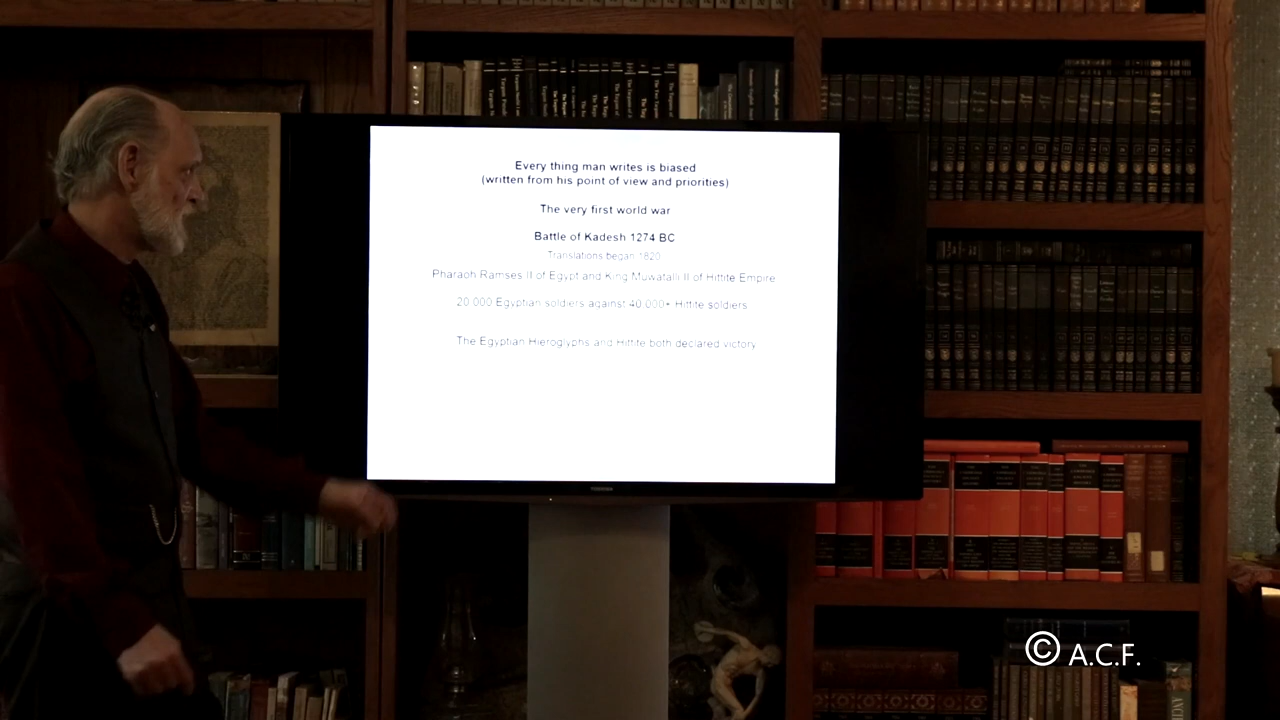 Every thing man writes is biased
(written from his point of view and priorities)
The very first world war
Battle of Kadesh 1274 BC
Translations began 1820
Pharaoh Ramses II of Egypt and King Muwatalli II of Hittite Empire
20,000 Egyptian soldiers against 40,000+ Hittite soldiers
The Egyptian Hieroglyphs and Hittite both declared victory
TOSHIBA
© A.C.F.